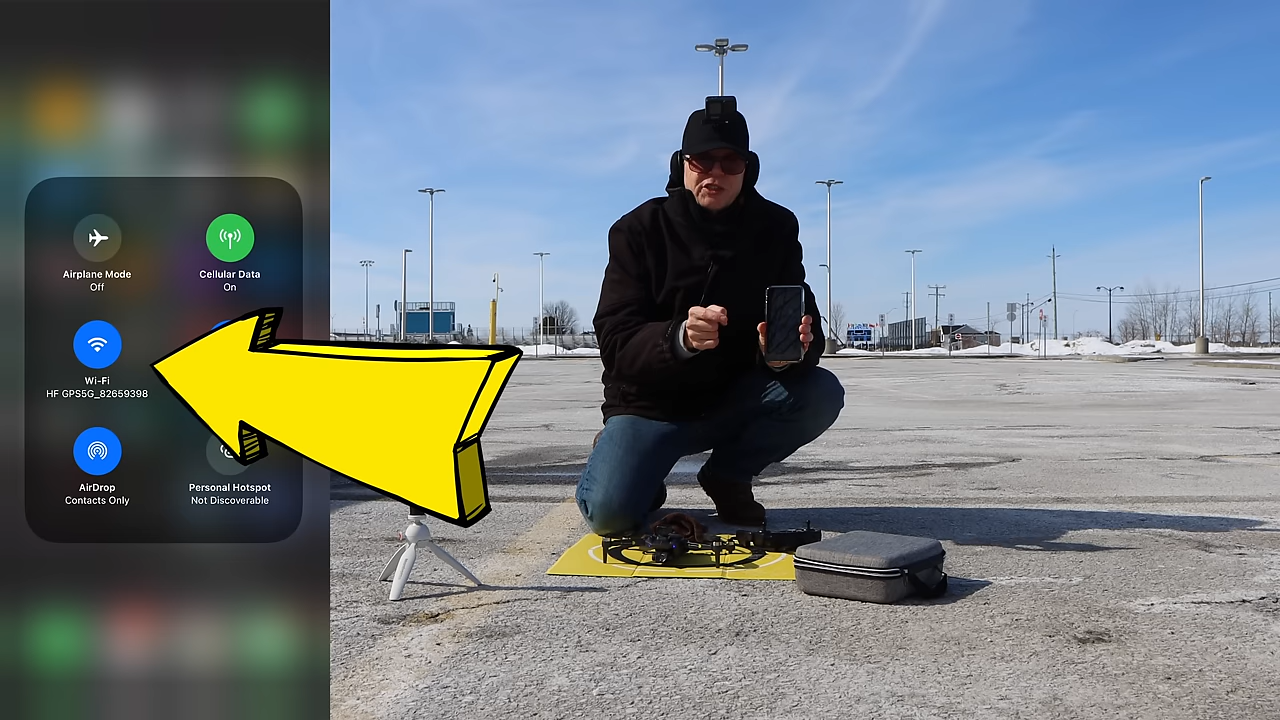 Airplane Mode
Off
Cellular Data
On
Wi-Fi
HF GPS5G_82659398
AirDrop
Contacts Only
Personal Hotspot
Not Discoverable